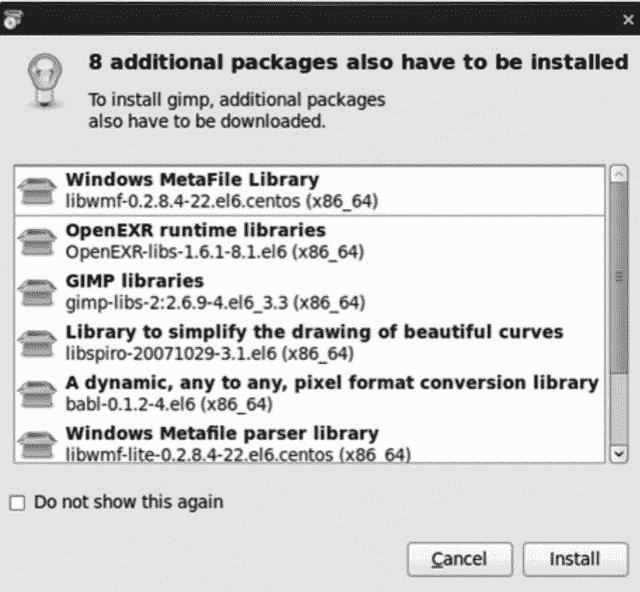 8 additional packages also have to be installed
To install gimp, additional packages
also have to be downloaded.
Windows MetaFile Library
libwmf-0.2.8.4-22.el6.centos (x86_64)
OpenEXR runtime libraries
OpenEXR-libs-1.6.1-8.1.el6 (x86_64)
GIMP libraries
gimp-libs-2:2.6.9-4.el6_3.3 (x86_64)
Library to simplify the drawing of beautiful curves
libspiro-20071029-3.1.el6 (x86_64)
A dynamic, any to any, pixel format conversion library
babl-0.1.2-4.el6 (x86_64)
Windows Metafile parser library
libwmf-lite-0.2.8.4-22.el6.centos (x86_64)
Do not show this again
Cancel
Install